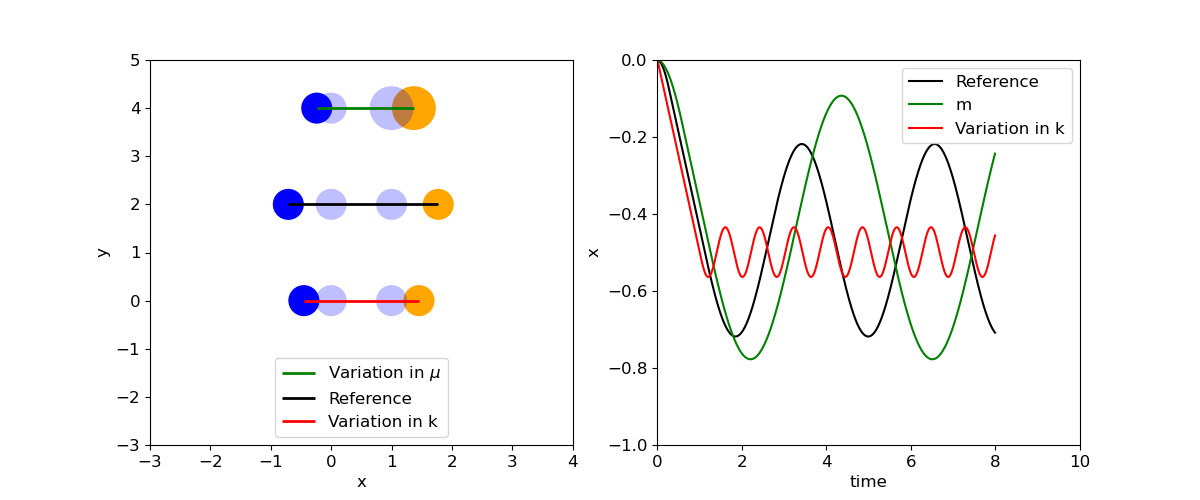 5
4
3
2
1
0
−1
−2
−3
y
−3 −2 −1 0 1 2 3 4
x
Variation in μ
Reference
Variation in k
0.0
−0.2
−0.4
−0.6
−0.8
−1.0
x
0 2 4 6 8 10
time
Reference
m
Variation in k